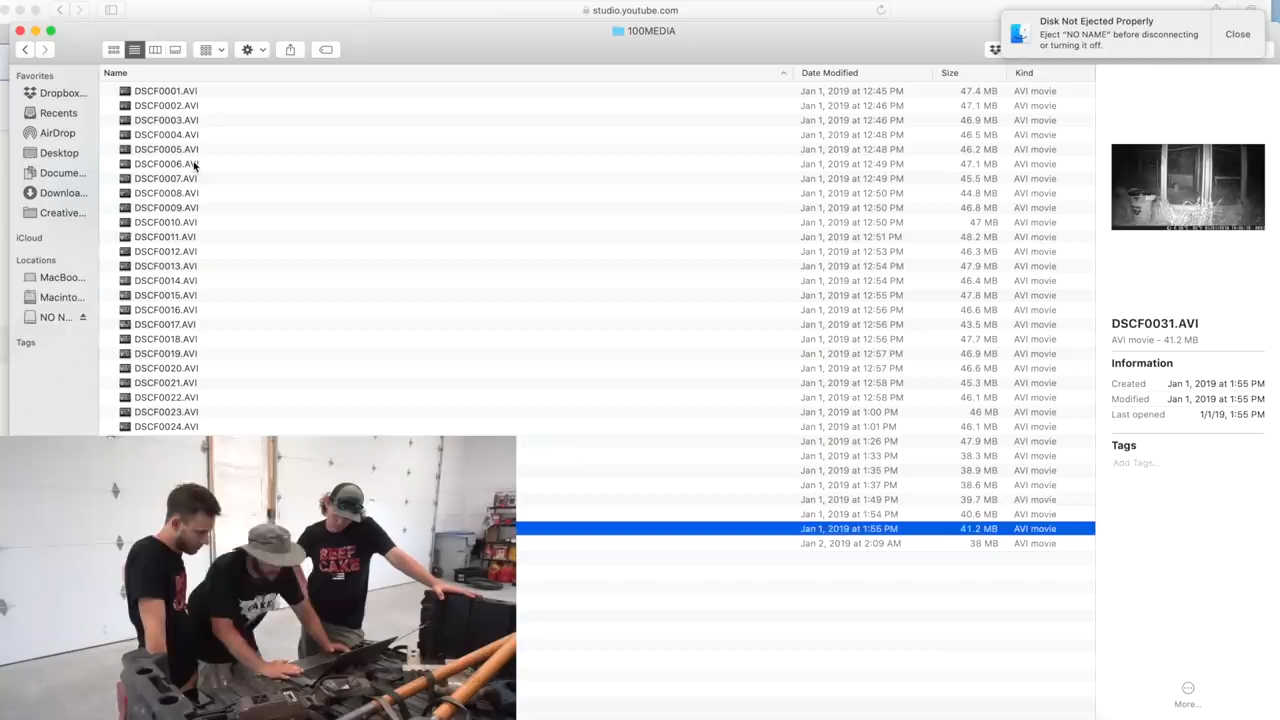 studio.youtube.com
100MEDIA
Disk Not Ejected Properly
Eject “NO NAME” before disconnecting
or turning it off.
Close
Favorites
Dropbox...
Recents
AirDrop
Desktop
Docume...
Downloa...
Creative...
iCloud
Locations
MacBoo...
Macinto...
NO N...
Tags
Name Date Modified Size Kind
DSCF0001.AVI Jan 1, 2019 at 12:45 PM 47.4 MB AVI movie
DSCF0002.AVI Jan 1, 2019 at 12:46 PM 47.1 MB AVI movie
DSCF0003.AVI Jan 1, 2019 at 12:46 PM 46.9 MB AVI movie
DSCF0004.AVI Jan 1, 2019 at 12:48 PM 46.5 MB AVI movie
DSCF0005.AVI Jan 1, 2019 at 12:48 PM 46.2 MB AVI movie
DSCF0006.AVI Jan 1, 2019 at 12:49 PM 47.1 MB AVI movie
DSCF0007.AVI Jan 1, 2019 at 12:49 PM 45.5 MB AVI movie
DSCF0008.AVI Jan 1, 2019 at 12:50 PM 44.8 MB AVI movie
DSCF0009.AVI Jan 1, 2019 at 12:50 PM 46.8 MB AVI movie
DSCF0010.AVI Jan 1, 2019 at 12:50 PM 47 MB AVI movie
DSCF0011.AVI Jan 1, 2019 at 12:51 PM 48.2 MB AVI movie
DSCF0012.AVI Jan 1, 2019 at 12:53 PM 46.3 MB AVI movie
DSCF0013.AVI Jan 1, 2019 at 12:54 PM 47.9 MB AVI movie
DSCF0014.AVI Jan 1, 2019 at 12:54 PM 46.4 MB AVI movie
DSCF0015.AVI Jan 1, 2019 at 12:55 PM 47.8 MB AVI movie
DSCF0016.AVI Jan 1, 2019 at 12:56 PM 46.6 MB AVI movie
DSCF0017.AVI Jan 1, 2019 at 12:56 PM 43.5 MB AVI movie
DSCF0018.AVI Jan 1, 2019 at 12:56 PM 47.7 MB AVI movie
DSCF0019.AVI Jan 1, 2019 at 12:57 PM 46.9 MB AVI movie
DSCF0020.AVI Jan 1, 2019 at 12:57 PM 46.6 MB AVI movie
DSCF0021.AVI Jan 1, 2019 at 12:58 PM 45.3 MB AVI movie
DSCF0022.AVI Jan 1, 2019 at 12:58 PM 46.1 MB AVI movie
DSCF0023.AVI Jan 1, 2019 at 1:00 PM 46 MB AVI movie
DSCF0024.AVI Jan 1, 2019 at 1:01 PM 46.1 MB AVI movie
Jan 1, 2019 at 1:26 PM 47.9 MB AVI movie
Jan 1, 2019 at 1:33 PM 38.3 MB AVI movie
Jan 1, 2019 at 1:35 PM 38.9 MB AVI movie
Jan 1, 2019 at 1:37 PM 38.6 MB AVI movie
Jan 1, 2019 at 1:49 PM 39.7 MB AVI movie
Jan 1, 2019 at 1:54 PM 40.6 MB AVI movie
Jan 1, 2019 at 1:55 PM 41.2 MB AVI movie
Jan 2, 2019 at 2:09 AM 38 MB AVI movie
DSCF0031.AVI
AVI movie - 41.2 MB
Information
Created Jan 1, 2019 at 1:55 PM
Modified Jan 1, 2019 at 1:55 PM
Last opened 1/1/19, 1:55 PM
Tags
Add Tags...
More...
BEEF
CAKE